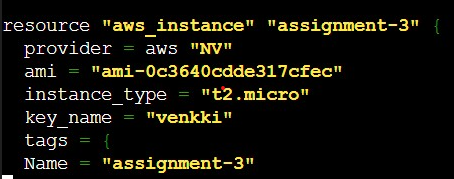 resource "aws_instance" "assignment-3" {
provider = aws "NV"
ami = "ami-0c3640cdde317cfec"
instance_type = "t2.micro"
key_name = "venkki"
tags = {
Name = "assignment-3"